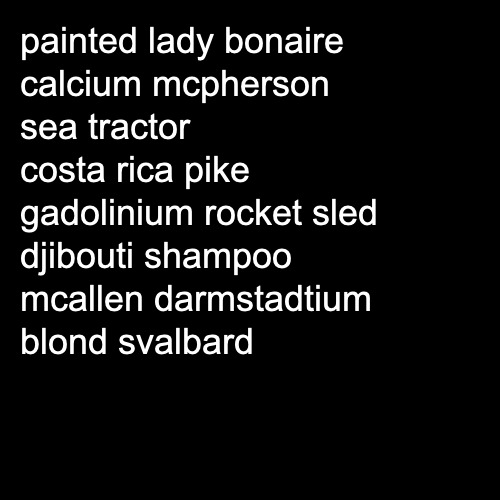 painted lady bonaire
calcium mcpherson
sea tractor
costa rica pike
gadolinium rocket sled
djibouti shampoo
mcallen darmstadtium
blond svalbard